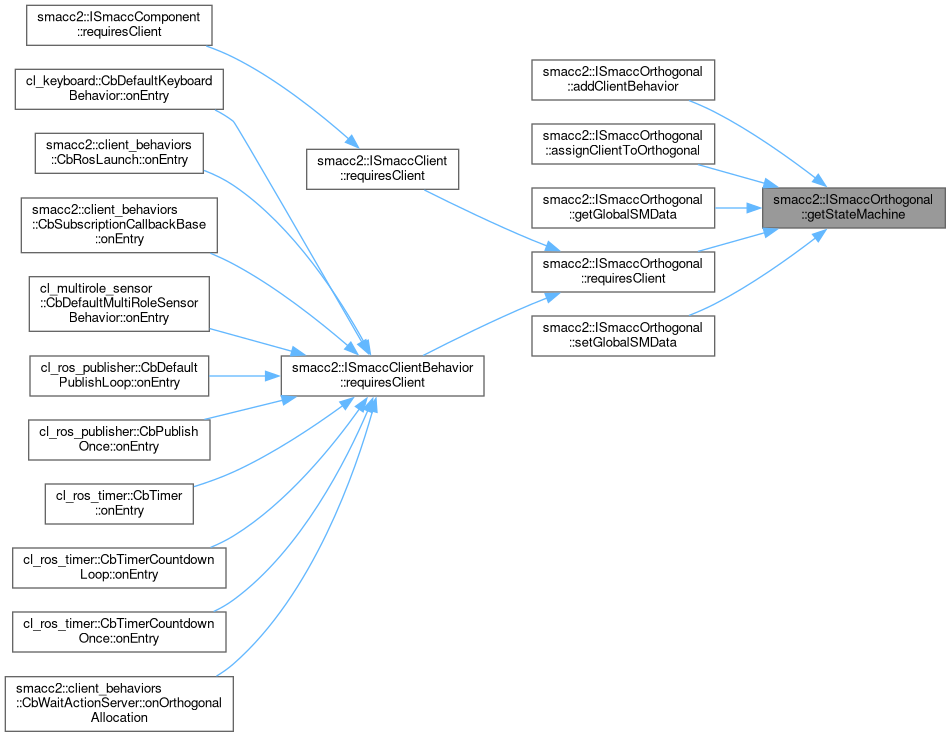 smacc2::ISmaccComponent
::requiresClient
cl_keyboard::CbDefaultKeyboard
Behavior::onEntry
smacc2::client_behaviors
::CbRosLaunch::onEntry
smacc2::client_behaviors
::CbSubscriptionCallbackBase
::onEntry
cl_multirole_sensor
::CbDefaultMultiRoleSensor
Behavior::onEntry
cl_ros_publisher::CbDefault
PublishLoop::onEntry
cl_ros_publisher::CbPublish
Once::onEntry
cl_ros_timer::CbTimer
::onEntry
cl_ros_timer::CbTimerCountdown
Loop::onEntry
cl_ros_timer::CbTimerCountdown
Once::onEntry
smacc2::client_behaviors
::CbWaitActionServer::onOrthogonal
Allocation
smacc2::ISmaccClient
::requiresClient
smacc2::ISmaccClientBehavior
::requiresClient
smacc2::ISmaccOrthogonal
::addClientBehavior
smacc2::ISmaccOrthogonal
::assignClientToOrthogonal
smacc2::ISmaccOrthogonal
::getGlobalSMData
smacc2::ISmaccOrthogonal
::requiresClient
smacc2::ISmaccOrthogonal
::setGlobalSMData
smacc2::ISmaccOrthogonal
::getStateMachine